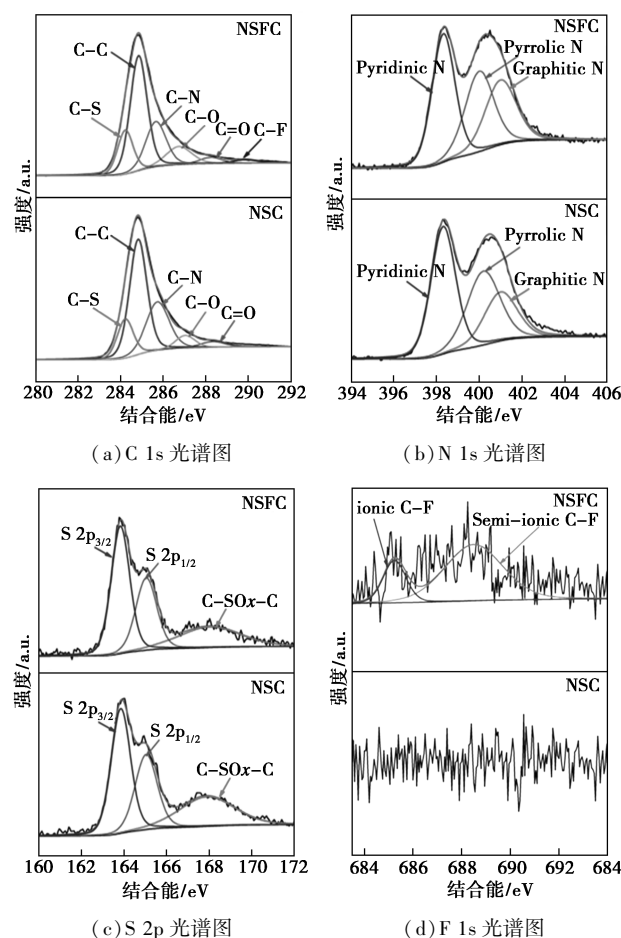 NSFC
C–C
C–S
C–N
C–O
C=O
C–F
NSC
C–C
C–S
C–N
C–O
C=O
强度/a.u.
280 282 284 286 288 290 292
结合能/eV
(a)C 1s 光谱图
NSFC
Pyridinic N
Pyrrolic N
Graphitic N
NSC
Pyridinic N
Pyrrolic N
Graphitic N
强度/a.u.
394 396 398 400 402 404 406
结合能/eV
(b)N 1s 光谱图
NSFC
S 2p3/2
S 2p1/2
C–SOx–C
NSC
S 2p3/2
S 2p1/2
C–SOx–C
强度/a.u.
160 162 164 166 168 170 172
结合能/eV
(c)S 2p 光谱图
NSFC
ionic C–F
Semi–ionic C–F
NSC
强度/a.u.
684 686 688 690 692 684
结合能/eV
(d)F 1s 光谱图